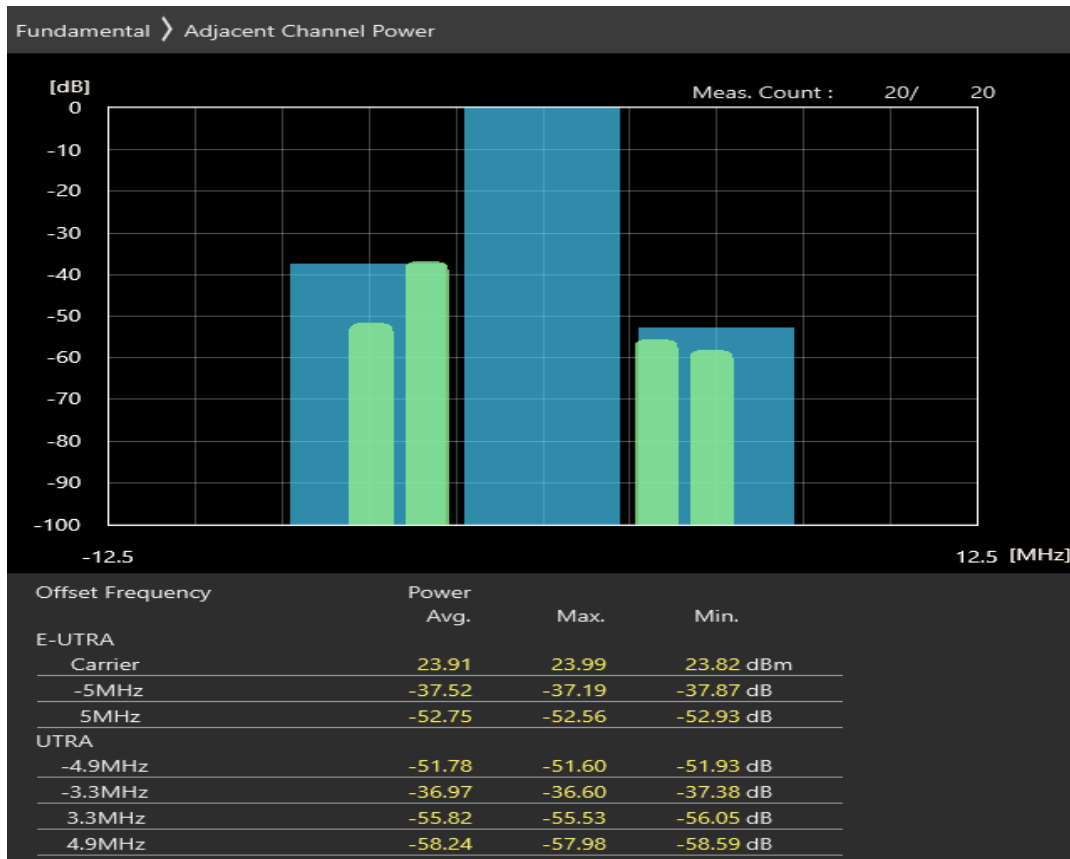 Fundamental ❯ Adjacent Channel Power
[dB]
Meas. Count : 20/ 20
0
-10
-20
-30
-40
-50
-60
-70
-80
-90
-100
-12.5 12.5 [MHz]
Offset Frequency Power
Avg. Max. Min.
E-UTRA
Carrier 23.91 23.99 23.82 dBm
-5MHz -37.52 -37.19 -37.87 dB
5MHz -52.75 -52.56 -52.93 dB
UTRA
-4.9MHz -51.78 -51.60 -51.93 dB
-3.3MHz -36.97 -36.60 -37.38 dB
3.3MHz -55.82 -55.53 -56.05 dB
4.9MHz -58.24 -57.98 -58.59 dB